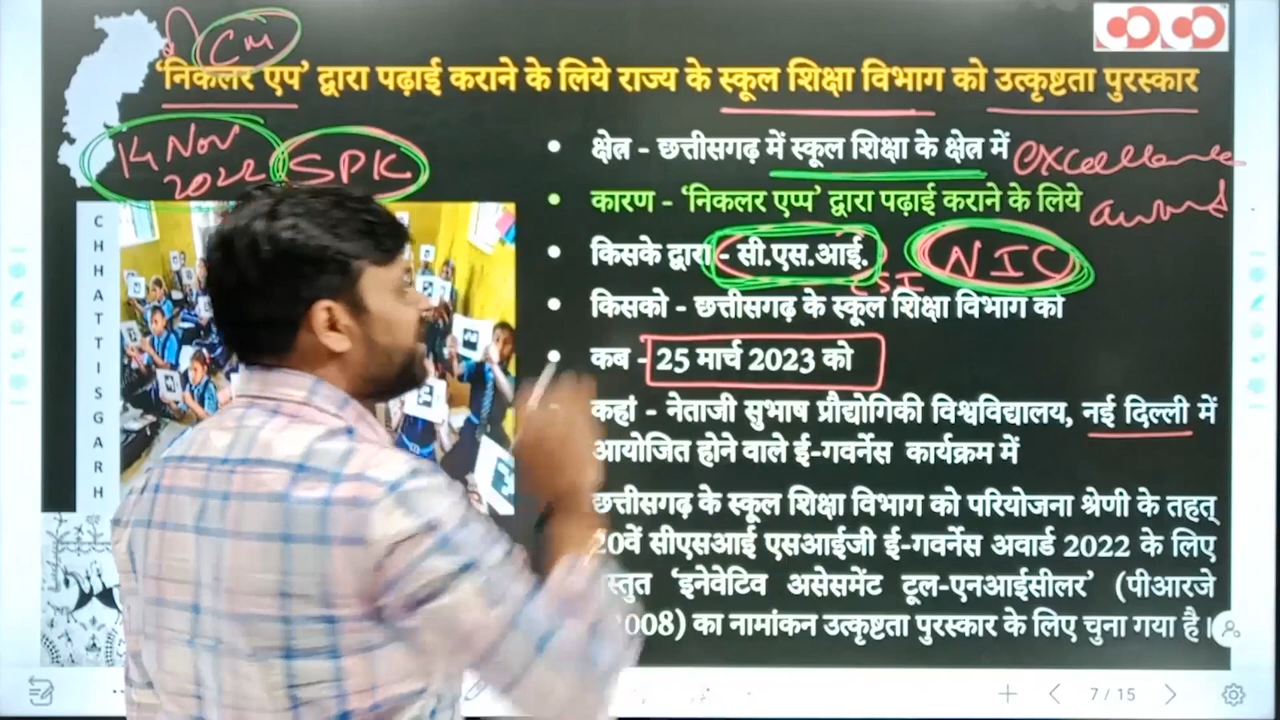 CM
'निकलर एप' द्वारा पढ़ाई कराने के लिये राज्य के स्कूल शिक्षा विभाग को उत्कृष्टता पुरस्कार
14 Nov
2022
SPK
CHHATTISGARH
क्षेत्र - छत्तीसगढ़ में स्कूल शिक्षा के क्षेत्र में excellence
कारण - 'निकलर एप्प' द्वारा पढ़ाई कराने के लिये award
किसके द्वारा - सी.एस.आई. CSI NIC
किसको - छत्तीसगढ़ के स्कूल शिक्षा विभाग को
कब - 25 मार्च 2023 को
कहां - नेताजी सुभाष प्रौद्योगिकी विश्वविद्यालय, नई दिल्ली में
आयोजित होने वाले ई-गवर्नेस कार्यक्रम में
छत्तीसगढ़ के स्कूल शिक्षा विभाग को परियोजना श्रेणी के तहत्
20वें सीएसआई एसआईजी ई-गवर्नेस अवार्ड 2022 के लिए
'इनेवेटिव असेसमेंट टूल-एनआईसीलर' (पीआरजे
008) का नामांकन उत्कृष्टता पुरस्कार के लिए चुना गया है।
7/15